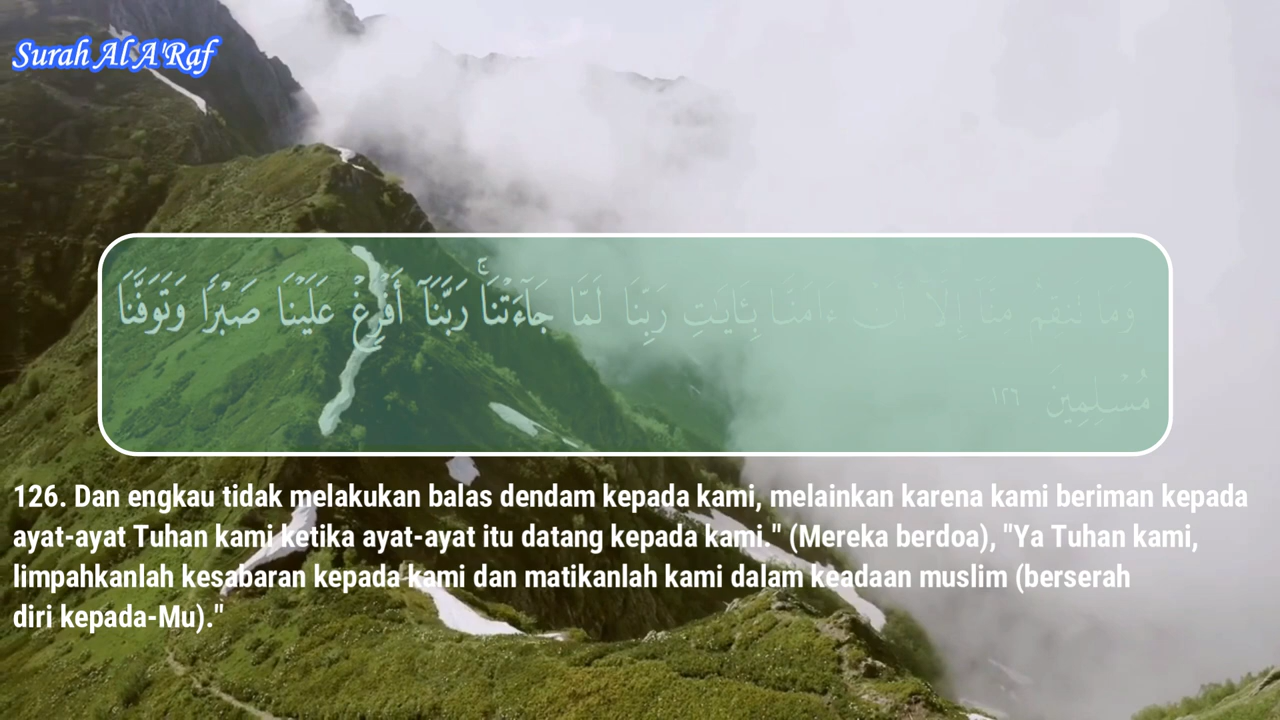 Surah Al A'Raf
وَمَا تَنقِمُ مِنَّآ إِلَّآ أَنْ ءَامَنَّا بِـَٔايَـٰتِ رَبِّنَا لَمَّا جَآءَتْنَا ۚ رَبَّنَآ أَفْرِغْ عَلَيْنَا صَبْرًا وَتَوَفَّنَا
مُسْلِمِينَ ١٢٦
126. Dan engkau tidak melakukan balas dendam kepada kami, melainkan karena kami beriman kepada
ayat-ayat Tuhan kami ketika ayat-ayat itu datang kepada kami." (Mereka berdoa), "Ya Tuhan kami,
limpahkanlah kesabaran kepada kami dan matikanlah kami dalam keadaan muslim (berserah
diri kepada-Mu)."